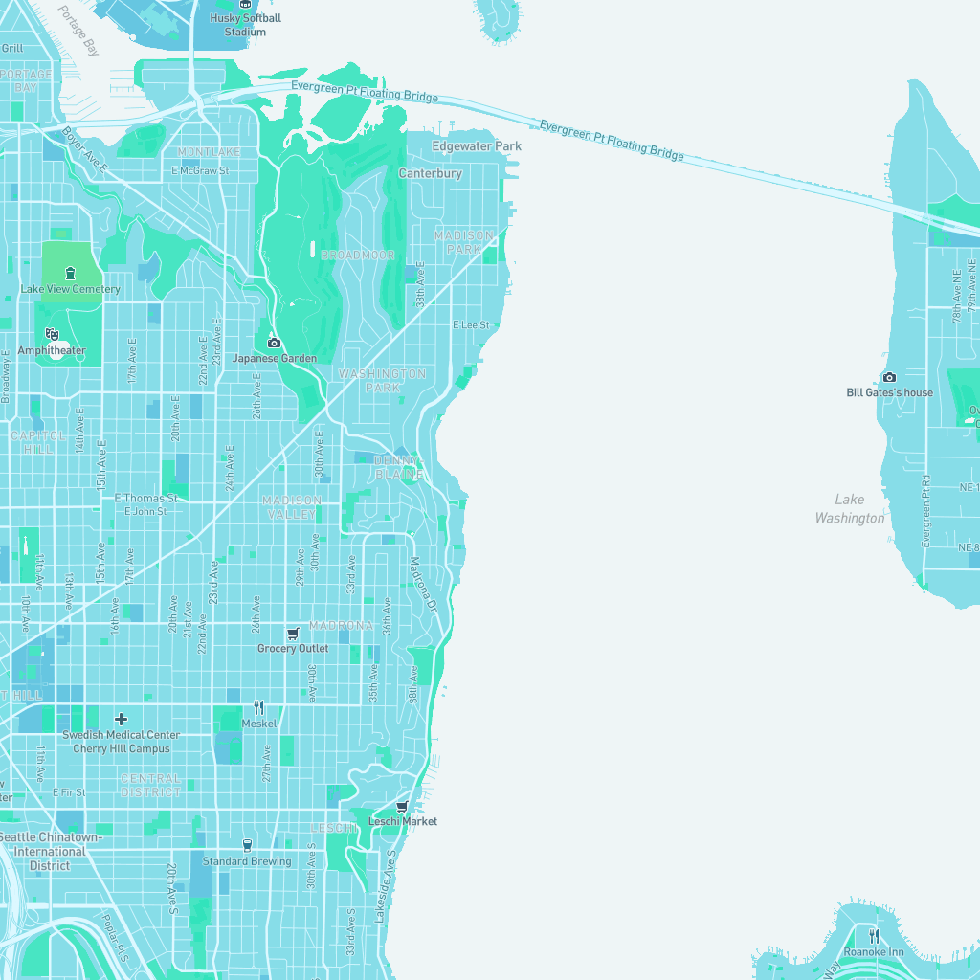 Husky Softball
Stadium
Portage Bay
Grill
PORTAGE
BAY
Evergreen Pt Floating Bridge
Evergreen Pt Floating Bridge
Boyer Ave E
MONTLAKE
E McGraw St
Edgewater Park
Canterbury
MADISON
PARK
BROADMOOR
33th Ave E
78th Ave NE
79th Ave NE
Lake View Cemetery
Amphitheater
Broadway E
17th Ave E
22nd Ave E
23rd Ave E
E Lee St
Japanese Garden
WASHINGTON
PARK
26th Ave E
Bill Gates's house
CAPITOL
HILL
14th Ave E
15th Ave E
20th Ave E
24th Ave E
30th Ave E
DENNY-
BLAINE
E Thomas St
E John St
MADISON
VALLEY
Lake
Washington
Evergreen Pt Rd
NE 1
NE 8
11th Ave
10th Ave
13th Ave
15th Ave
16th Ave
17th Ave
20th Ave
21st Ave
22nd Ave
23rd Ave
26th Ave
29th Ave
30th Ave
33rd Ave
36th Ave
Madrona Dr
MADRONA
Grocery Outlet
30th Ave
35th Ave
38th Ave
T HILL
Meskel
Swedish Medical Center
Cherry Hill Campus
11th Ave
27th Ave
CENTRAL
DISTRICT
E Fir St
Leschi Market
LESCHI
Seattle Chinatown-
International
District
Standard Brewing
20th Ave S
30th Ave S
Lakeside Ave S
33rd Ave S
Poplar Pl S
Roanoke Inn
Way